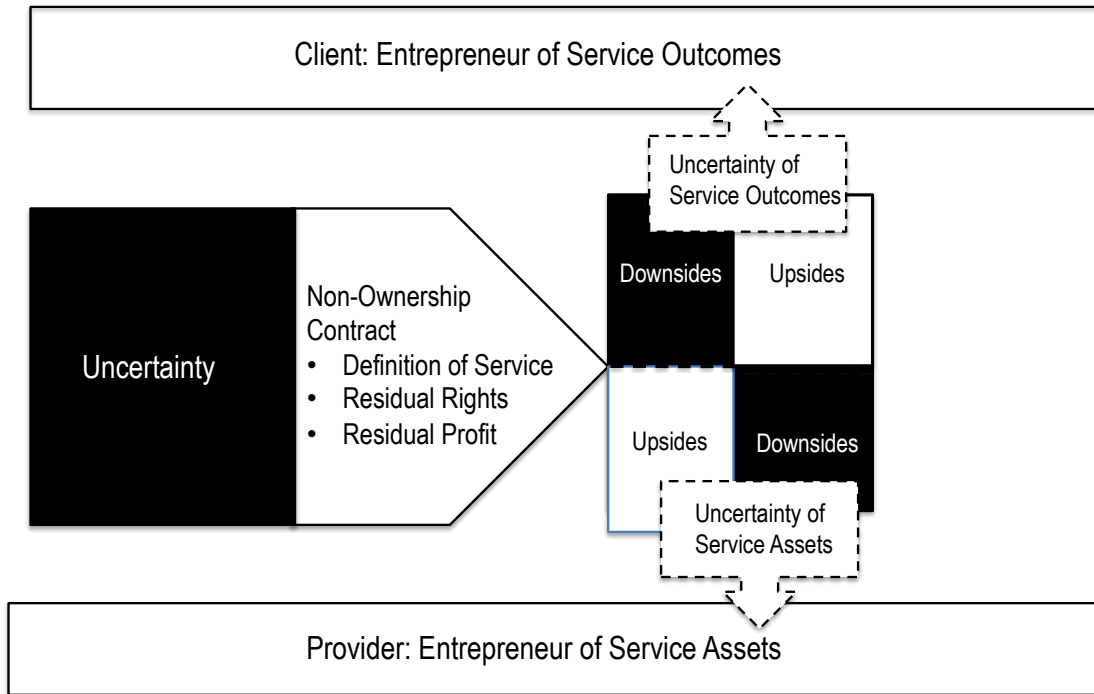 Client: Entrepreneur of Service Outcomes
Uncertainty of
Service Outcomes
Downsides
Upsides
Uncertainty
Non-Ownership
Contract
• Definition of Service
• Residual Rights
• Residual Profit
Upsides
Downsides
Uncertainty of
Service Assets
Provider: Entrepreneur of Service Assets